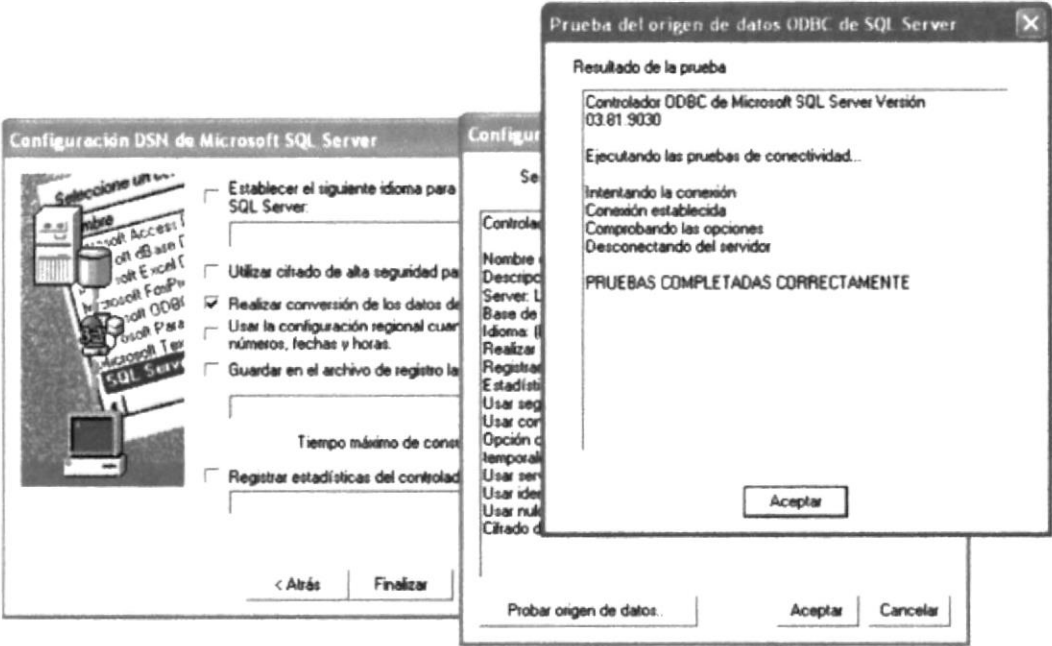 Prueba del origen de datos ODBC de SQL Server
Resultado de la prueba
Controlador ODBC de Microsoft SQL Server Versión
03.81.9030
Ejecutando las pruebas de conectividad...
Intentando la conexión
Conexión establecida
Comprobando las opciones
Desconectando del servidor
PRUEBAS COMPLETADAS CORRECTAMENTE
Aceptar
Configuración DSN de Microsoft SQL Server
Seleccione un
Establecer el siguiente idioma para
SQL Server:
Utilizar cifrado de alta seguridad pa
Realizar conversión de los datos de
Usar la configuración regional cuan
números, fechas y horas.
Guardar en el archivo de registro la
Tiempo máximo de cons
Registrar estadísticas del controlad
< Atrás
Finalizar
Configur
Se
Controlad
Nombre
Descripc
Server: L
Base de
Idioma: (
Realizar
Registrar
Estadísti
Usar seg
Usar con
Opción d
temporal
Usar serv
Usar iden
Usar nul
Cifrado d
Probar origen de datos...
Aceptar
Cancelar